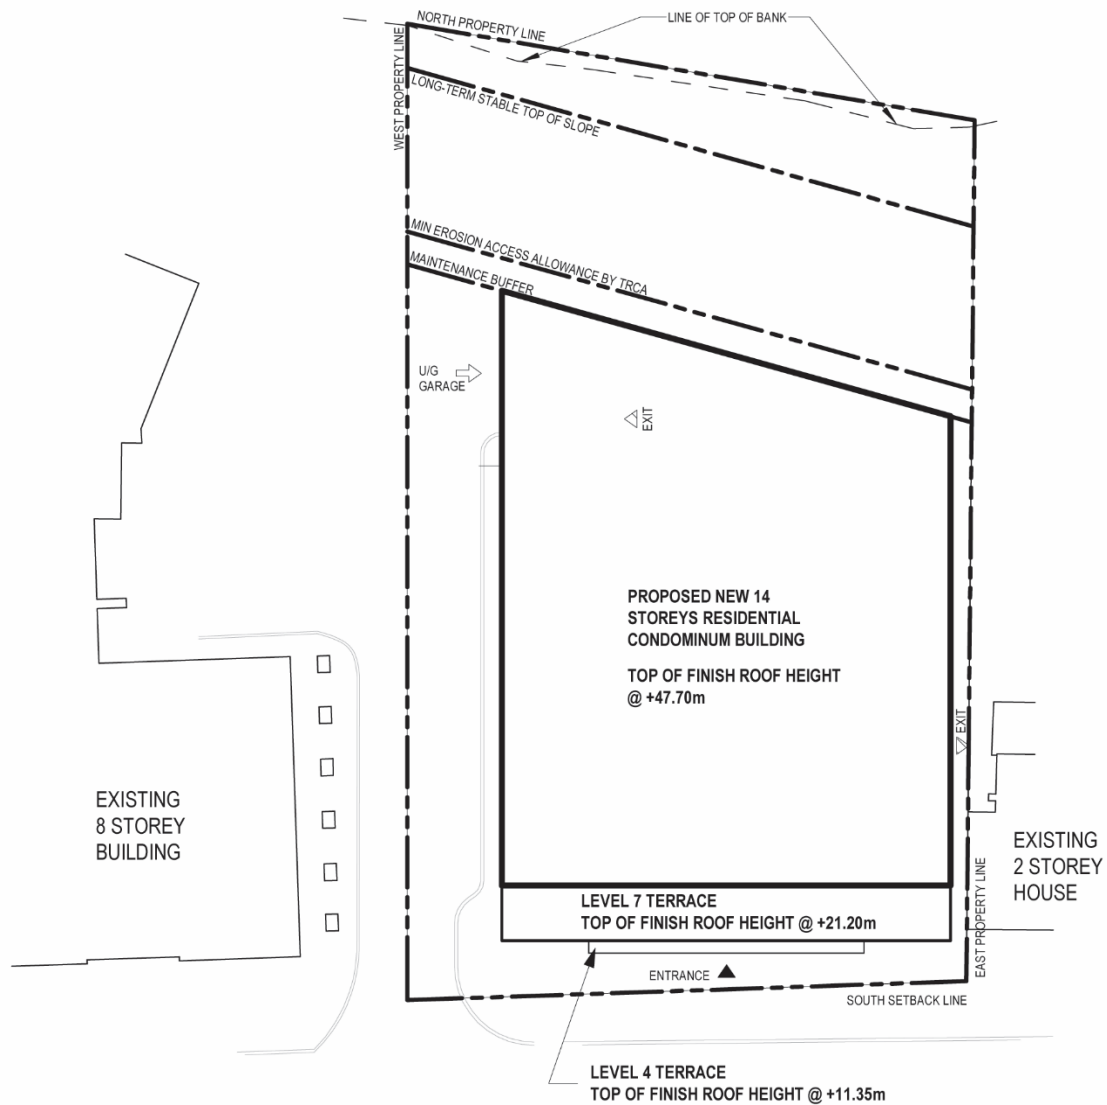 NORTH PROPERTY LINE
LINE OF TOP OF BANK
WEST PROPERTY LINE
LONG-TERM STABLE TOP OF SLOPE
MIN EROSION ACCESS ALLOWANCE BY TRCA
MAINTENANCE BUFFER
U/G
GARAGE
EXIT
PROPOSED NEW 14
STOREYS RESIDENTIAL
CONDOMINUM BUILDING
TOP OF FINISH ROOF HEIGHT
@ +47.70m
EXIT
EXISTING
8 STOREY
BUILDING
EXISTING
2 STOREY
HOUSE
EAST PROPERTY LINE
LEVEL 7 TERRACE
TOP OF FINISH ROOF HEIGHT @ +21.20m
ENTRANCE
SOUTH SETBACK LINE
LEVEL 4 TERRACE
TOP OF FINISH ROOF HEIGHT @ +11.35m